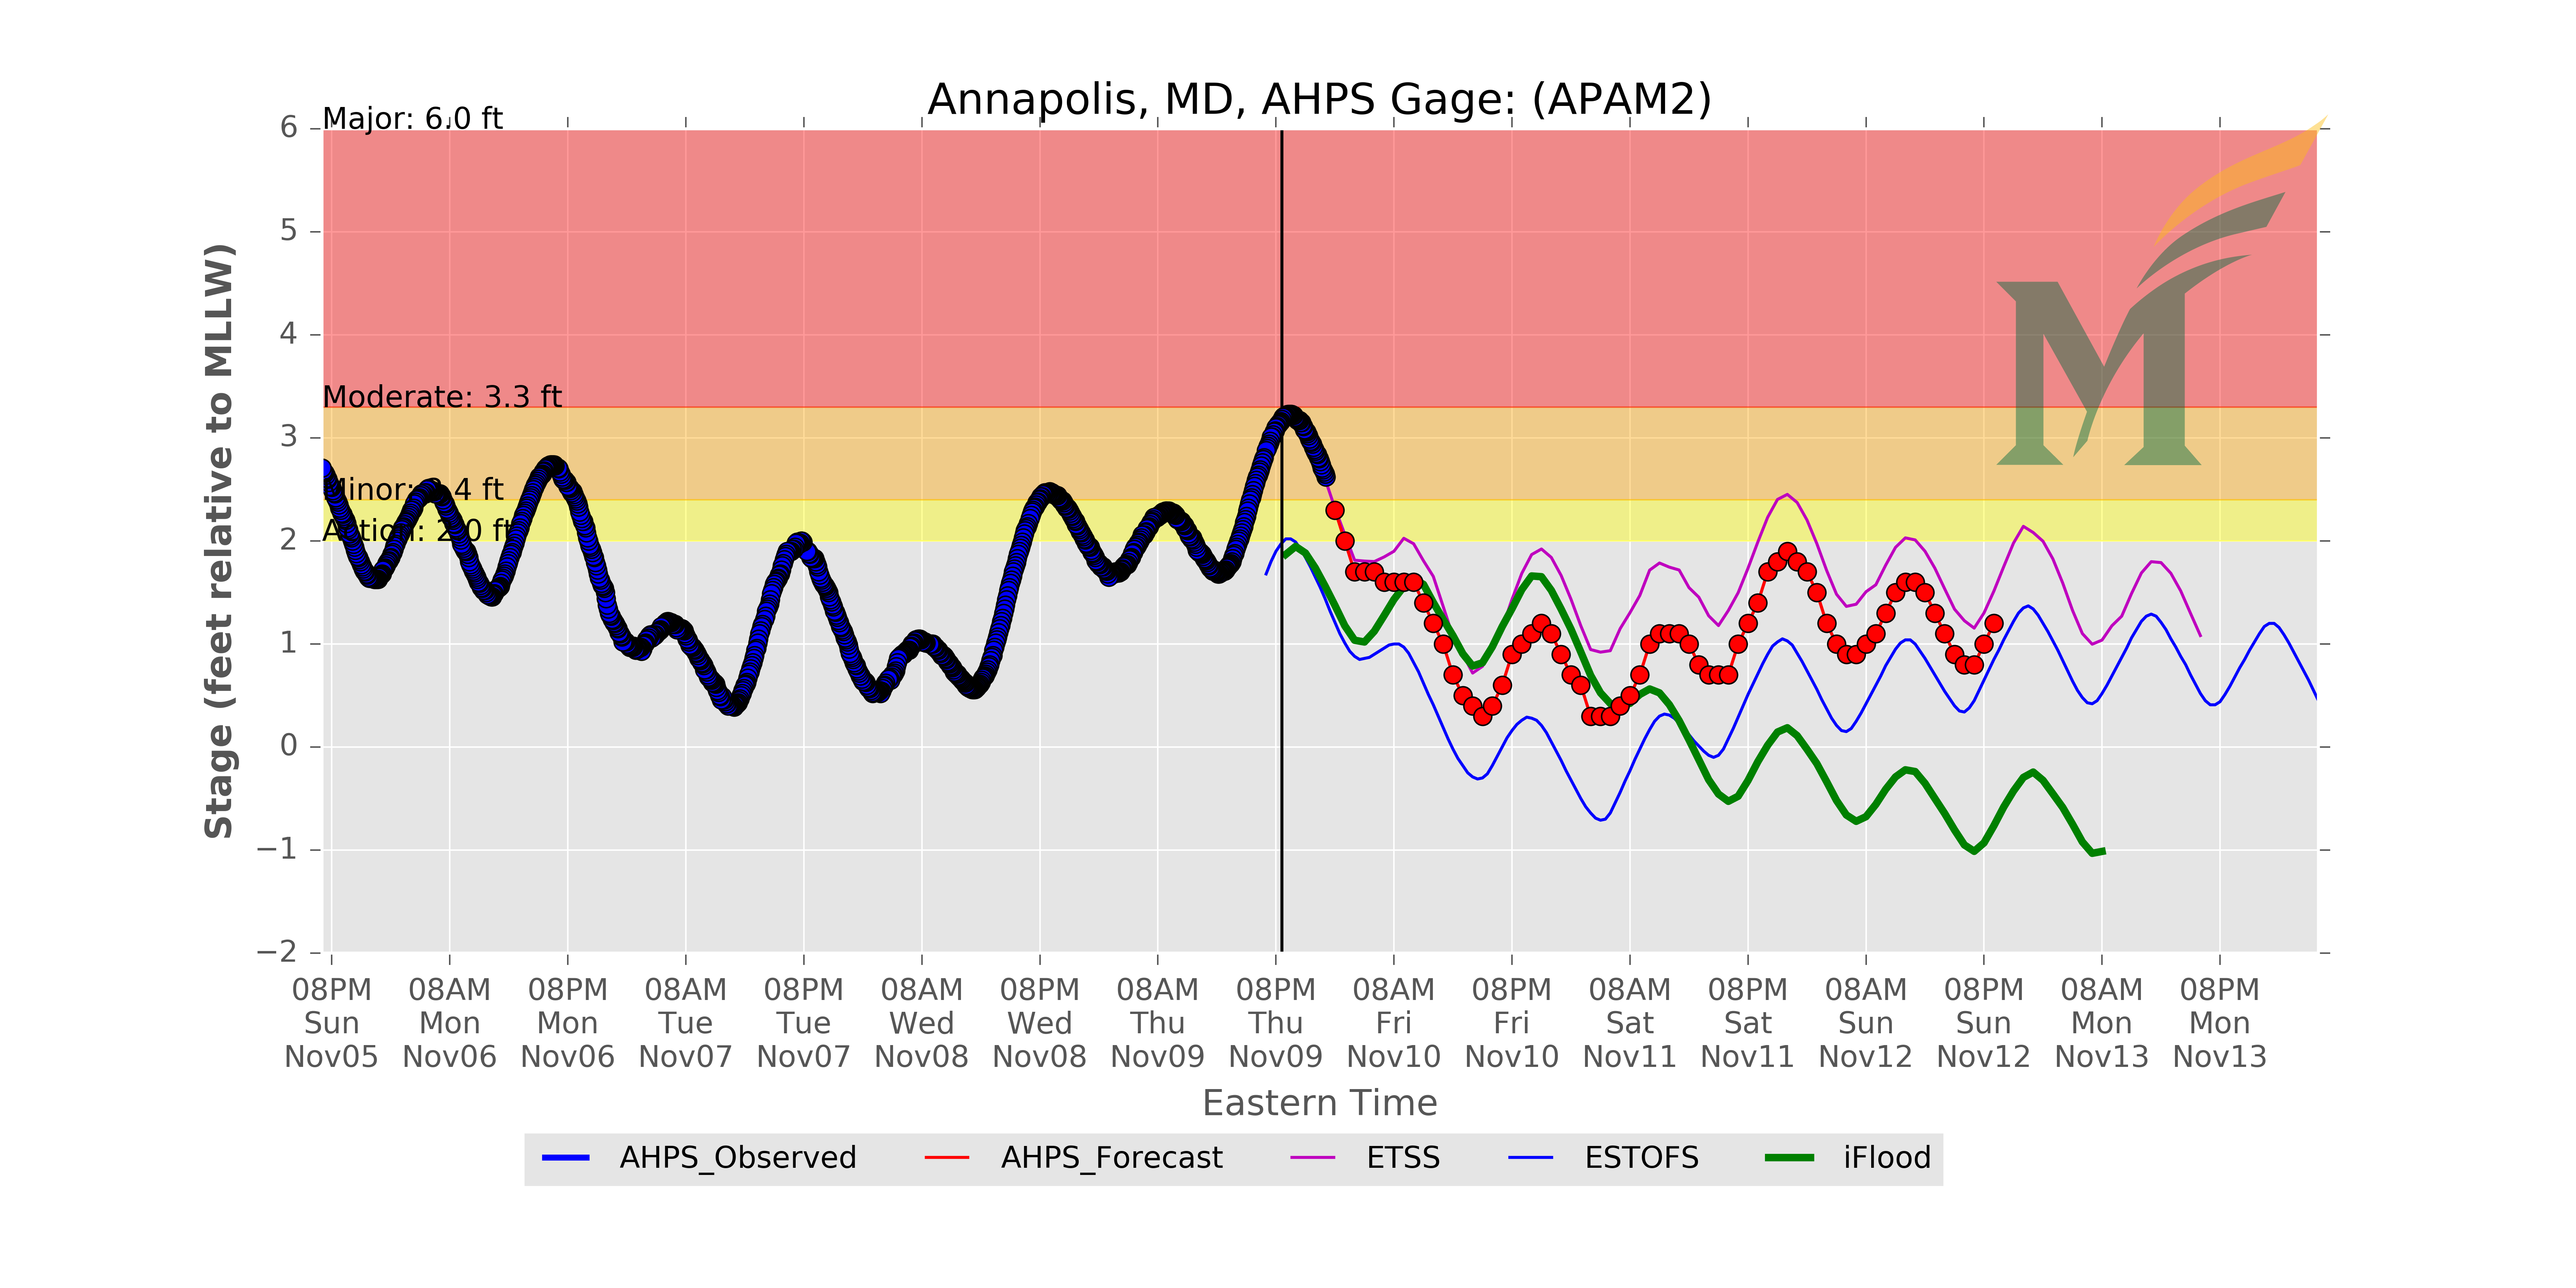 Annapolis, MD, AHPS Gage: (APAM2)
Major: 6.0 ft
Moderate: 3.3 ft
Minor: 2.4 ft
Action: 2.0 ft
Stage (feet relative to MLLW)
6
5
4
3
2
1
0
−1
−2
08PM 08AM 08PM 08AM 08PM 08AM 08PM 08AM 08PM 08AM 08PM 08AM 08PM 08AM 08PM 08AM 08PM
Sun Mon Mon Tue Tue Wed Wed Thu Thu Fri Fri Sat Sat Sun Sun Mon Mon
Nov05 Nov06 Nov06 Nov07 Nov07 Nov08 Nov08 Nov09 Nov09 Nov10 Nov10 Nov11 Nov11 Nov12 Nov12 Nov13 Nov13
Eastern Time
AHPS_Observed AHPS_Forecast ETSS ESTOFS iFlood
M